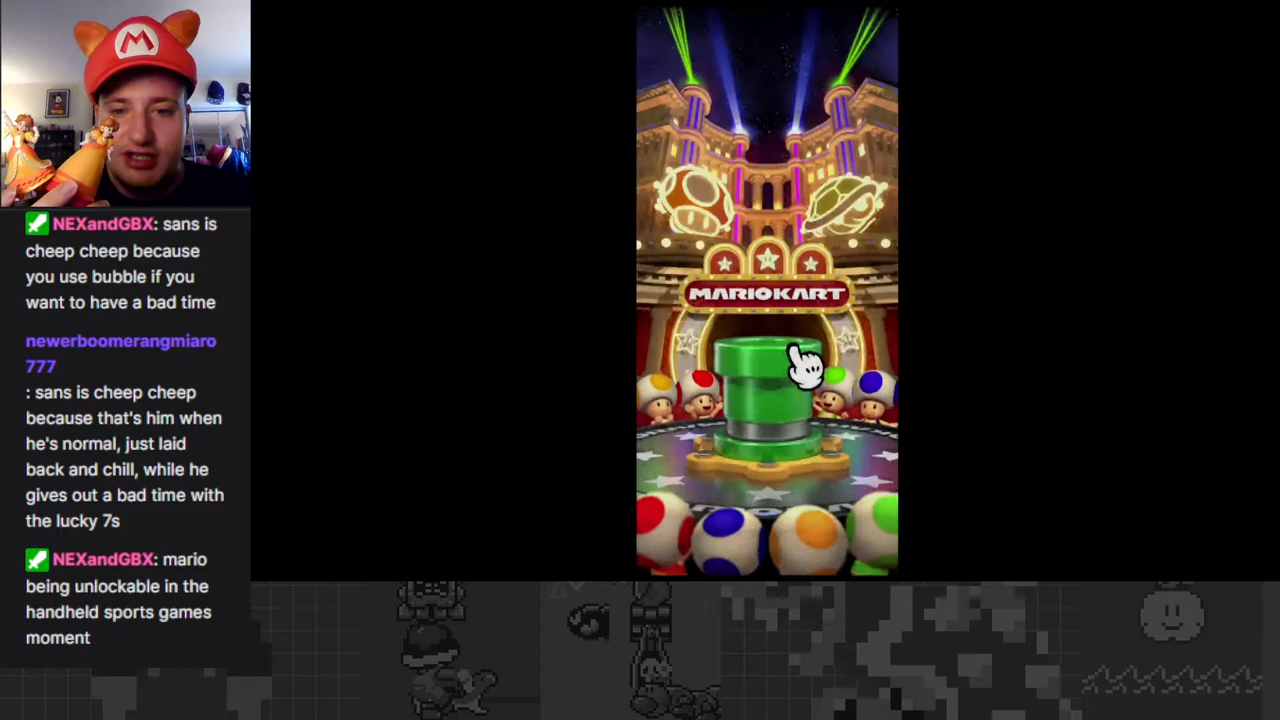 M
NEXandGBX: sans is
cheep cheep because
you use bubble if you
want to have a bad time
newerboomerangmiaro
777
: sans is cheep cheep
because that's him when
he's normal, just laid
back and chill, while he
gives out a bad time with
the lucky 7s
NEXandGBX: mario
being unlockable in the
handheld sports games
moment
MARIOKART